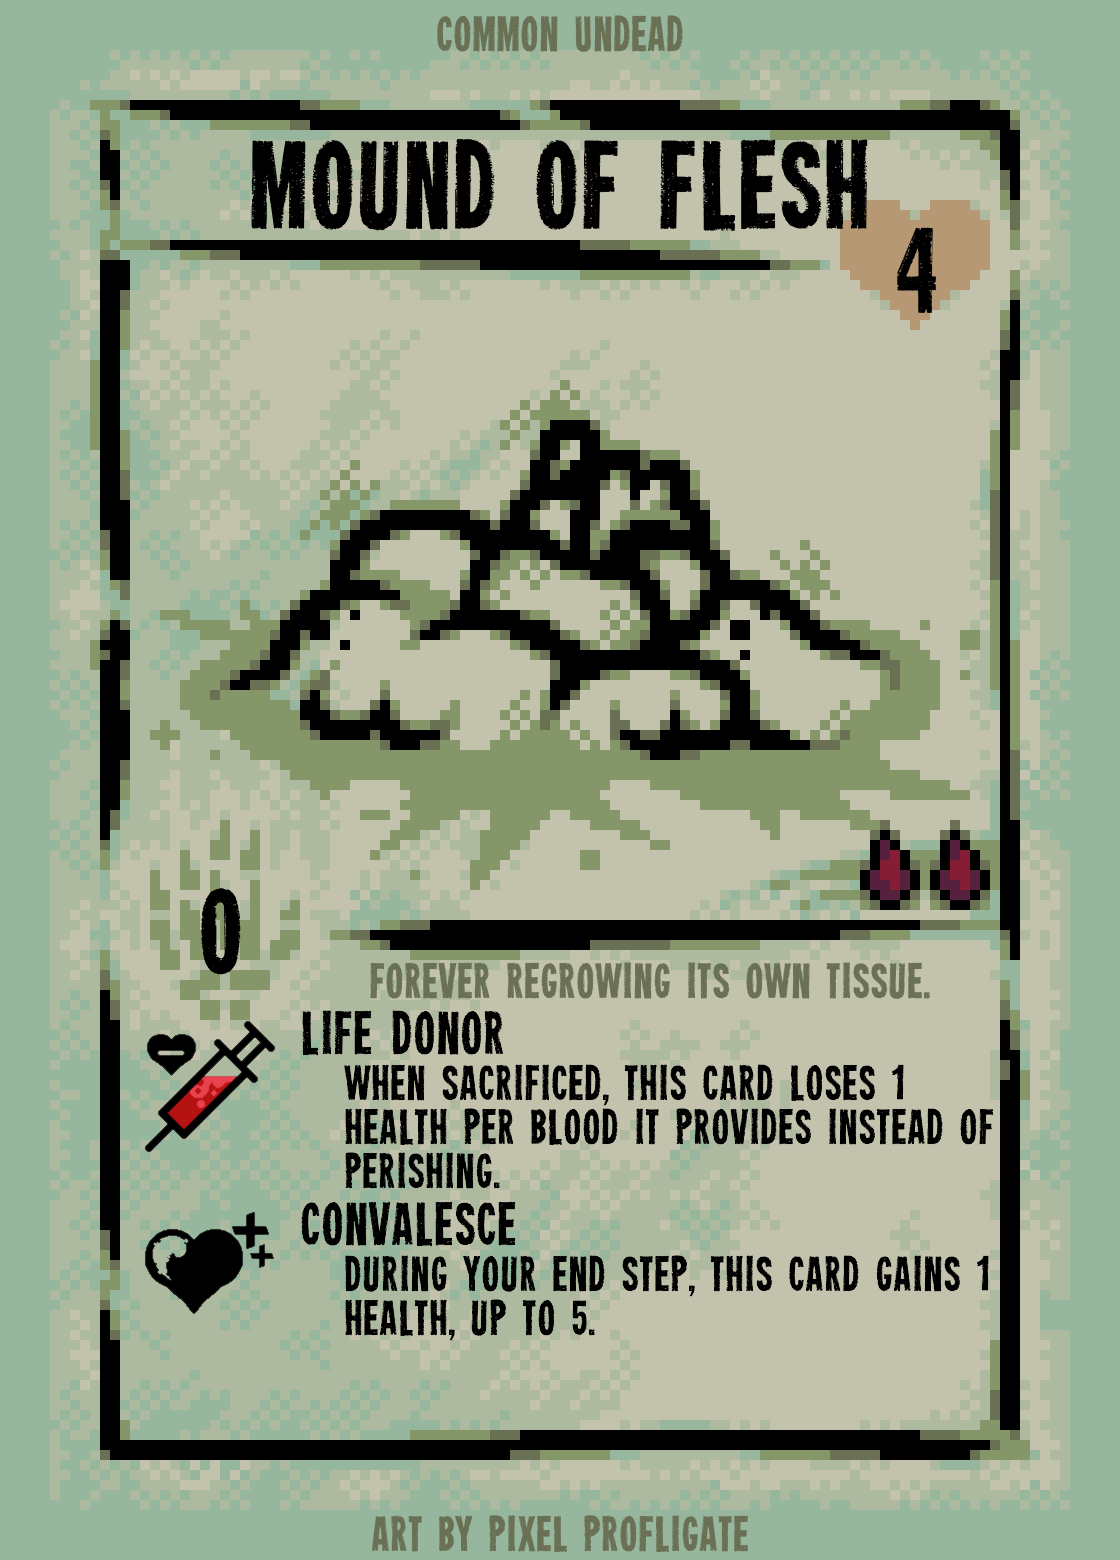 COMMON UNDEAD
MOUND OF FLESH
4
0
FOREVER REGROWING ITS OWN TISSUE.
LIFE DONOR
WHEN SACRIFICED, THIS CARD LOSES 1
HEALTH PER BLOOD IT PROVIDES INSTEAD OF
PERISHING.
CONVALESCE
DURING YOUR END STEP, THIS CARD GAINS 1
HEALTH, UP TO 5.
ART BY PIXEL PROFLIGATE